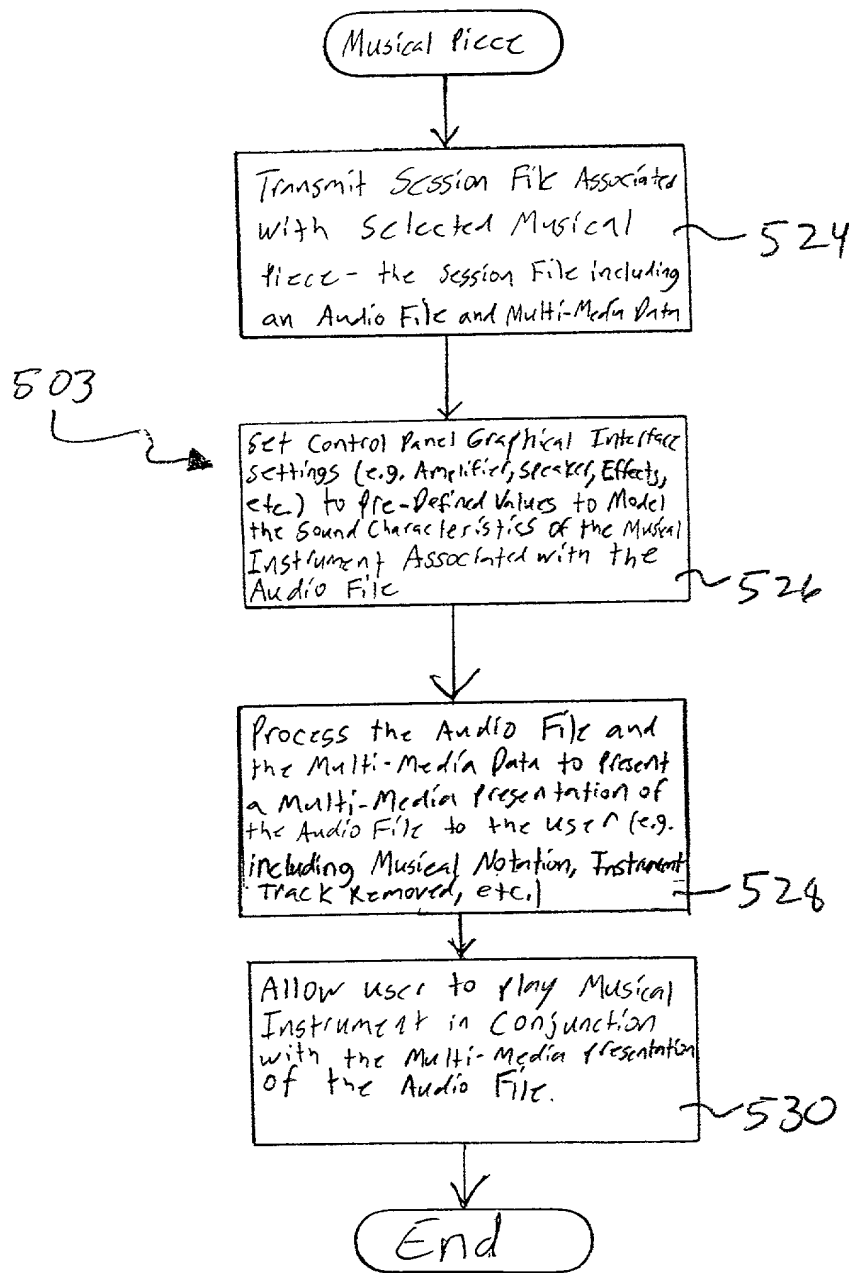 Musical Piece
Transmit Session File Associated
with Selected Musical
Piece - the Session File including
an Audio File and Multi-Media Data
524
503
Set Control Panel Graphical Interface
settings (e.g. Amplifier, Speaker, Effects,
etc.) to Pre-Defined Values to Model
the Sound Characteristics of the Musical
Instrument Associated with the
Audio File
526
Process the Audio File and
the Multi-Media Data to present
a Multi-Media Presentation of
the Audio File to the user (e.g.
including Musical Notation, Instrument
Track Removed, etc.)
528
Allow user to play Musical
Instrument in Conjunction
with the Multi-Media presentation
of the Audio File.
530
End